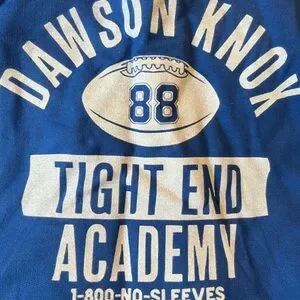 DAWSON KNOX
88
TIGHT END
ACADEMY
1-800-NO-SLEEVES